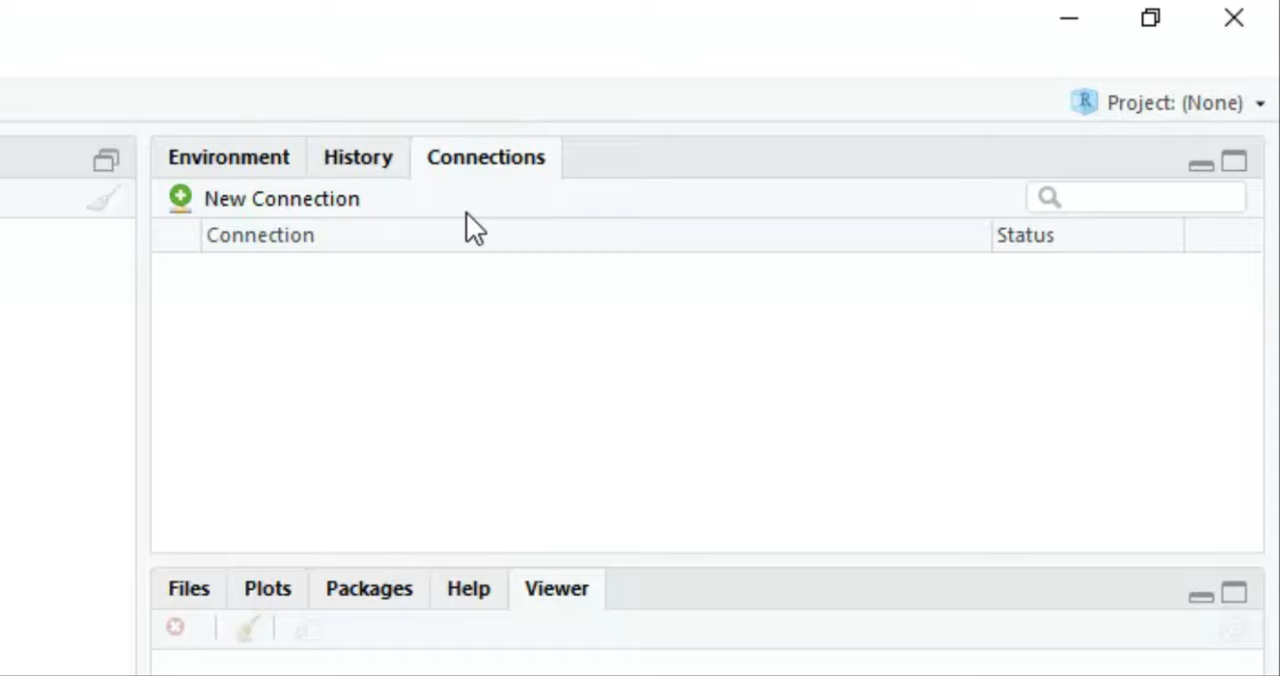 Project: (None)
Environment History Connections
New Connection
Connection Status
Files Plots Packages Help Viewer